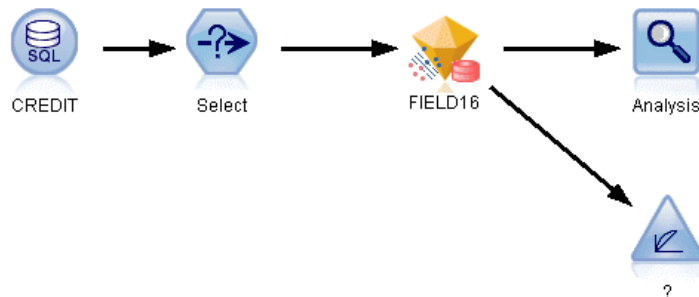 SQL
CREDIT
-?->
Select
FIELD16
Analysis
?